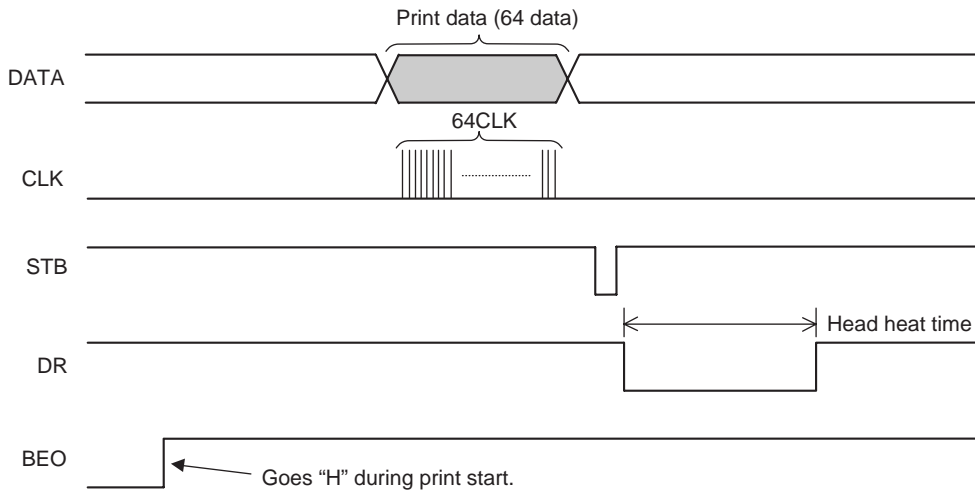 Print data (64 data)
DATA
64CLK
CLK
STB
Head heat time
DR
BEO
Goes “H” during print start.